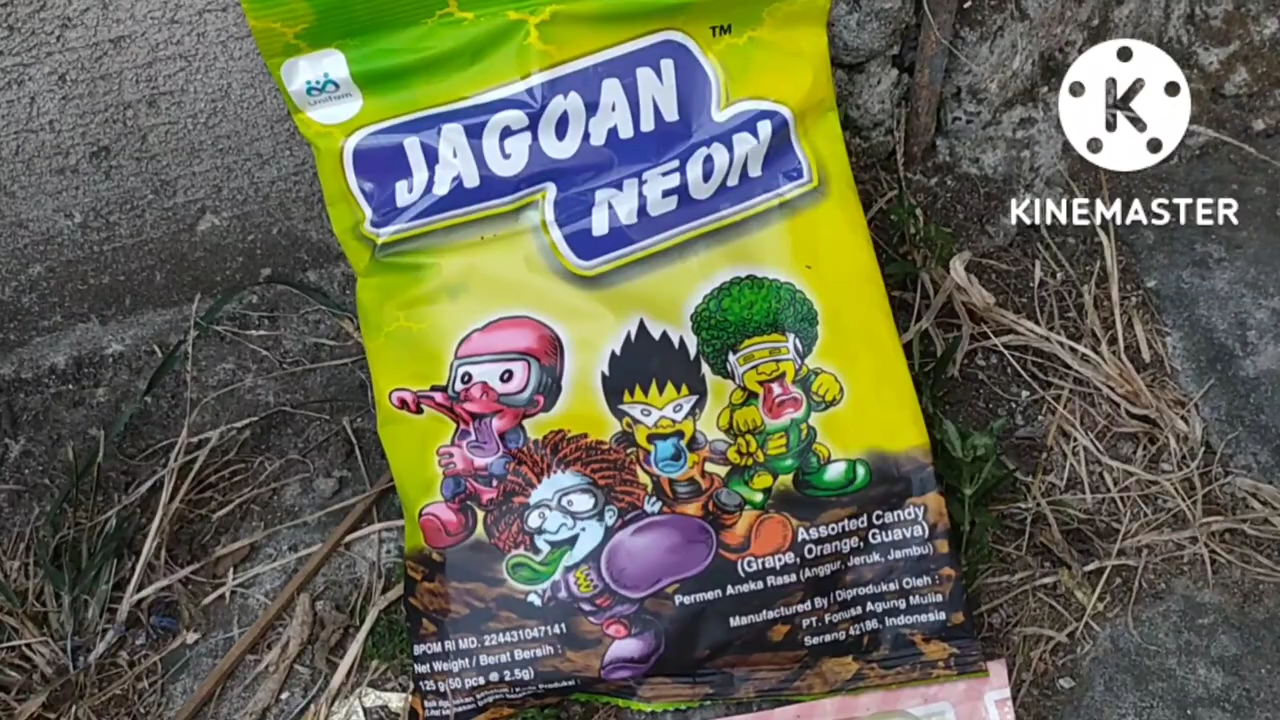 Unifam
JAGOAN
NEON
TM
K
KINEMASTER
Assorted Candy
(Grape, Orange, Guava)
Permen Aneka Rasa (Anggur, Jeruk, Jambu)
Manufactured By / Diproduksi Oleh :
PT. Fonusa Agung Mulia
Serang 42186, Indonesia
BPOM RI MD. 224431047141
Net Weight / Berat Bersih :
125 g(50 pcs @ 2.5g)